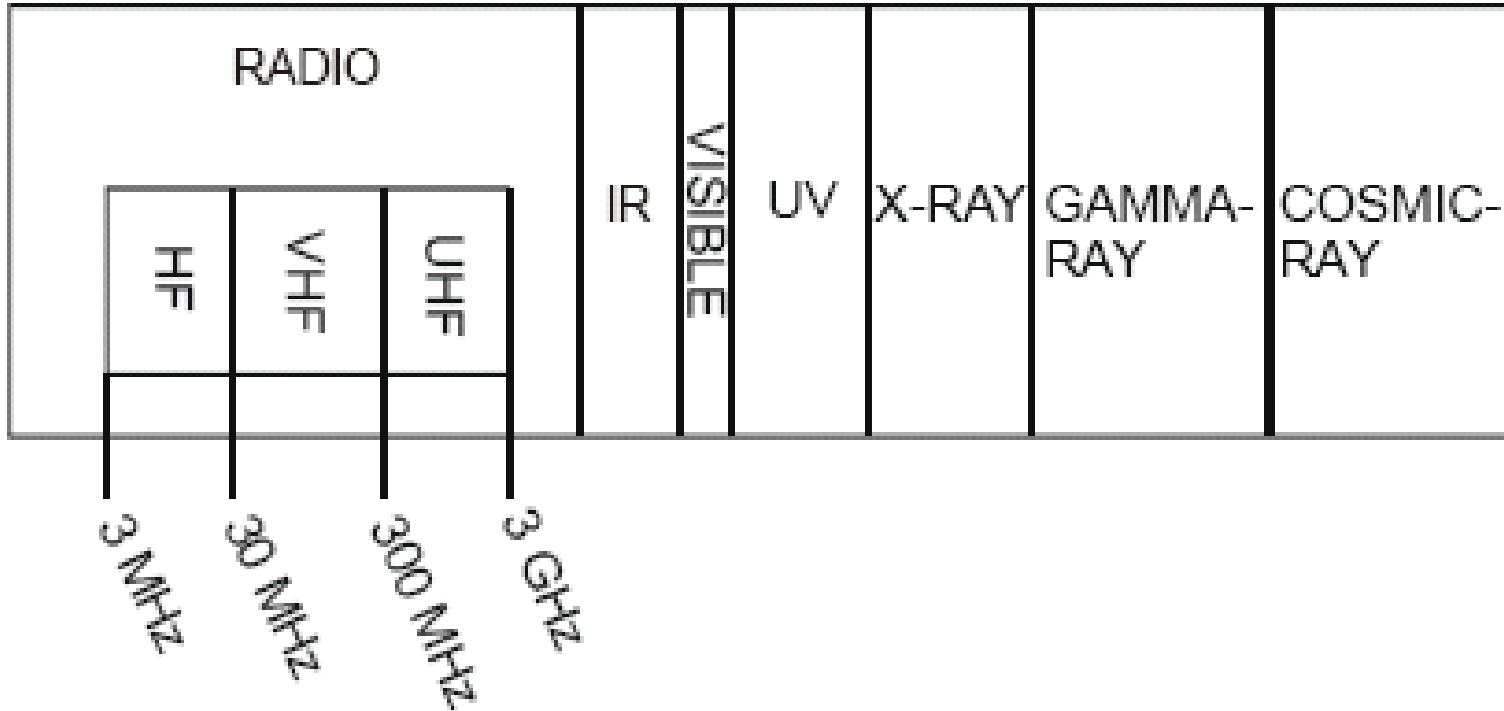 RADIO
IR
VISIBLE
UV
X-RAY
GAMMA-
RAY
COSMIC-
RAY
HF
VHF
UHF
3 MHz
30 MHz
300 MHz
3 GHz